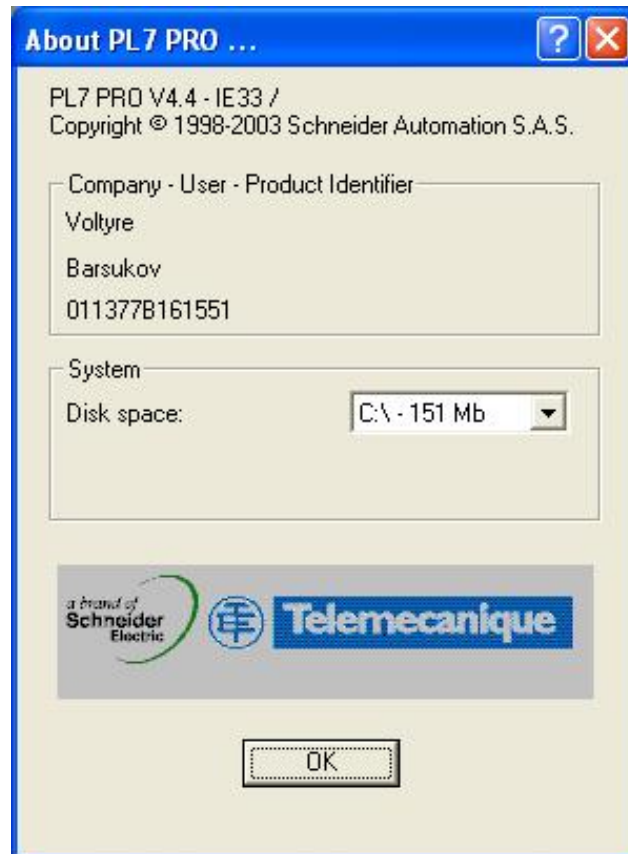 About PL7 PRO ...
PL7 PRO V4.4 - IE33 /
Copyright © 1998-2003 Schneider Automation S.A.S.
Company - User - Product Identifier
Voltyre
Barsukov
011377B161551
System
Disk space:
C:\ - 151 Mb
a brand of
Schneider
Electric
Telemecanique
OK